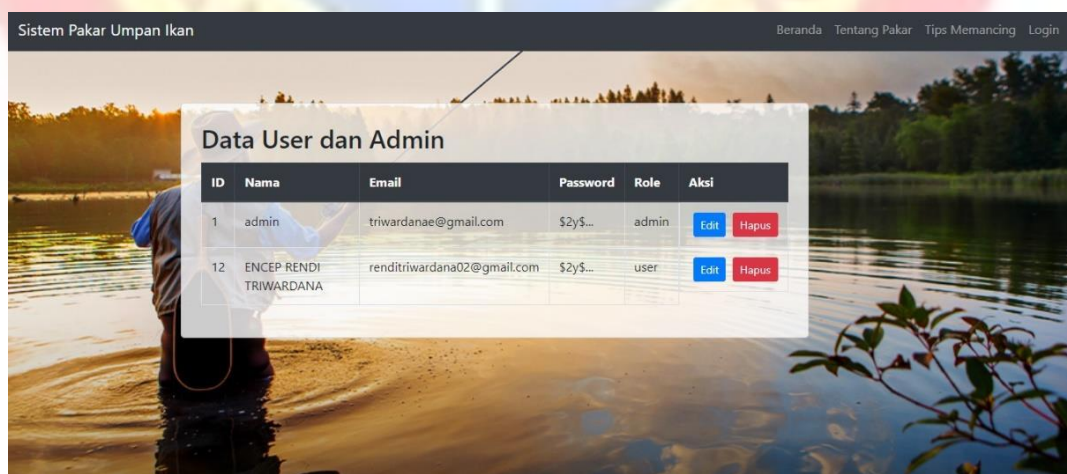 Sistem Pakar Umpan Ikan
Beranda Tentang Pakar Tips Memancing Login
Data User dan Admin
ID Nama Email Password Role Aksi
1 admin triwardanae@gmail.com $2y$... admin Edit Hapus
12 ENCEP RENDI renditriwardana02@gmail.com $2y$... user Edit Hapus
TRIWARDANA